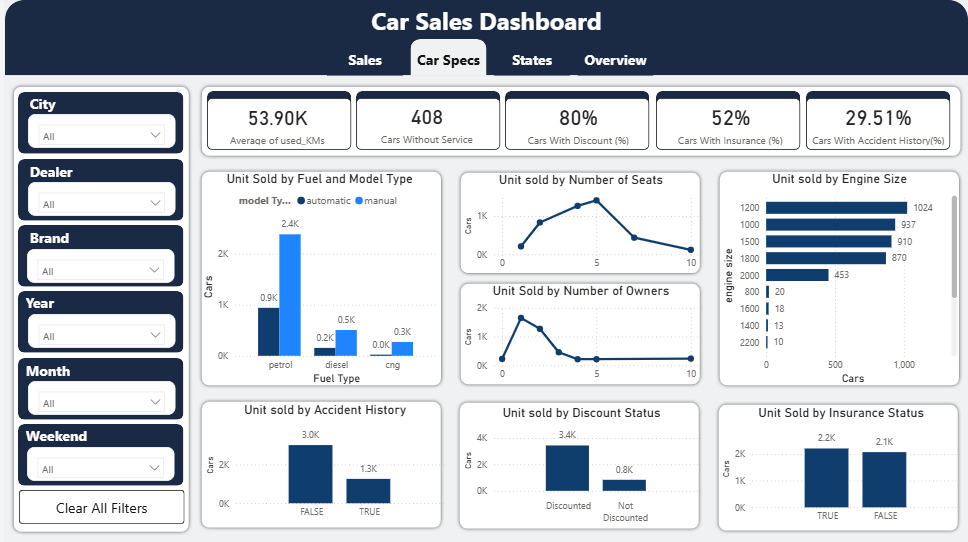 Car Sales Dashboard
Sales Car Specs States Overview
City
All
Dealer
All
Brand
All
Year
All
Month
All
Weekend
All
Clear All Filters
53.90K
Average of used_KMs
408
Cars Without Service
80%
Cars With Discount (%)
52%
Cars With Insurance (%)
29.51%
Cars With Accident History(%)
Unit Sold by Fuel and Model Type
model Ty... automatic manual
Cars
2K
1K
0K
0.9K
2.4K
0.2K
0.5K
0.0K
0.3K
petrol diesel cng
Fuel Type
Unit sold by Number of Seats
Cars
1K
0K
0 5 10
Unit Sold by Number of Owners
Cars
2K
1K
0K
0 5 10
Unit sold by Engine Size
engine size
1200 1024
1000 937
1500 910
1800 870
2000 453
800 20
1600 18
1400 13
2200 10
0 500 1,000
Cars
Unit sold by Accident History
Cars
2K
0K
3.0K
1.3K
FALSE TRUE
Unit sold by Discount Status
Cars
4K
2K
0K
3.4K
0.8K
Discounted Not
Discounted
Unit Sold by Insurance Status
Cars
2K
1K
0K
2.2K
2.1K
TRUE FALSE